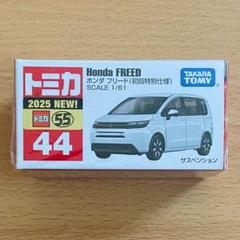 トミカ
2025 NEW!
トミカ 55
44
Honda FREED
ホンダ フリード(初回特別仕様)
SCALE 1/61
TAKARA TOMY
サスペンション